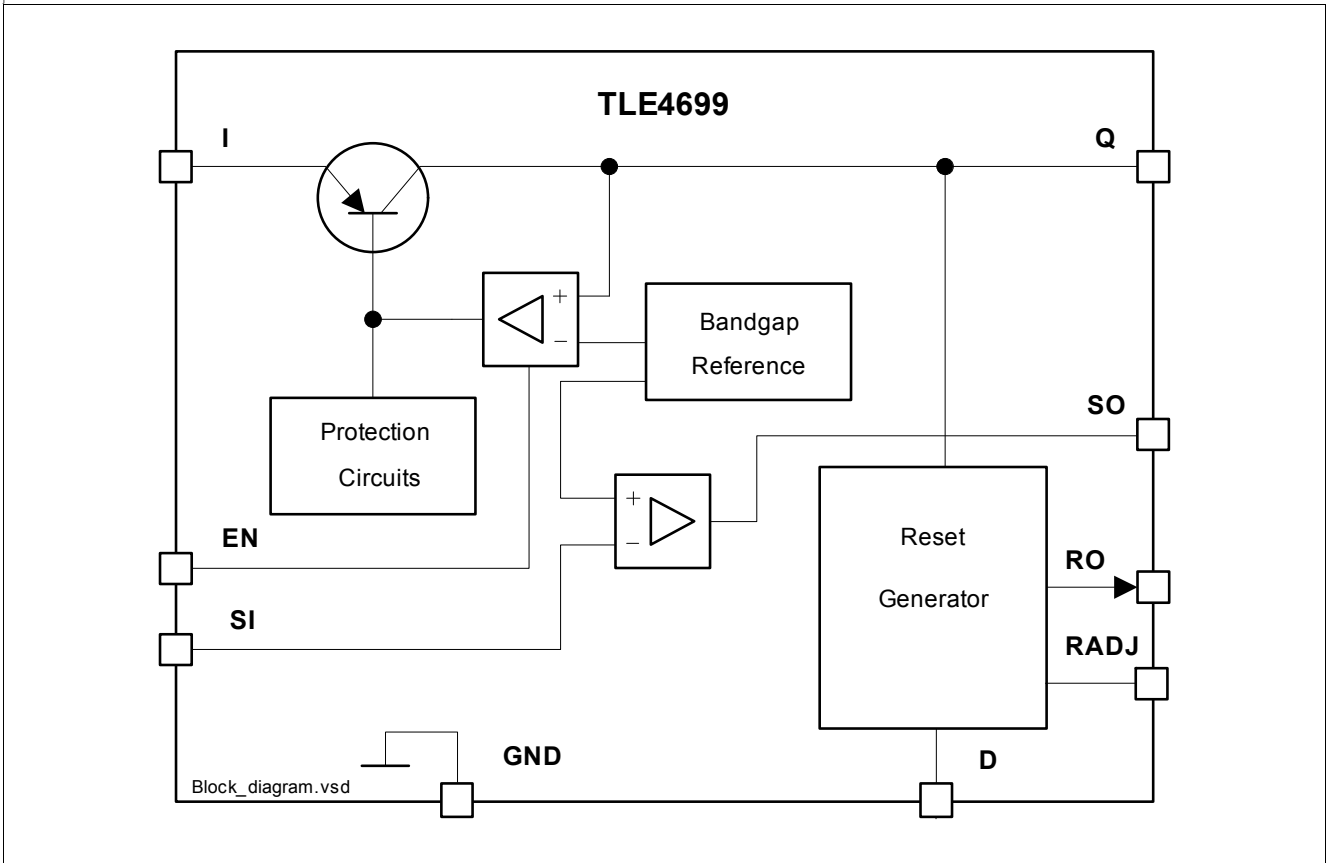 TLE4699
I
Q
+
−
Bandgap
Reference
SO
Protection
Circuits
+
−
EN
Reset
Generator
RO
SI
RADJ
GND
D
Block_diagram.vsd